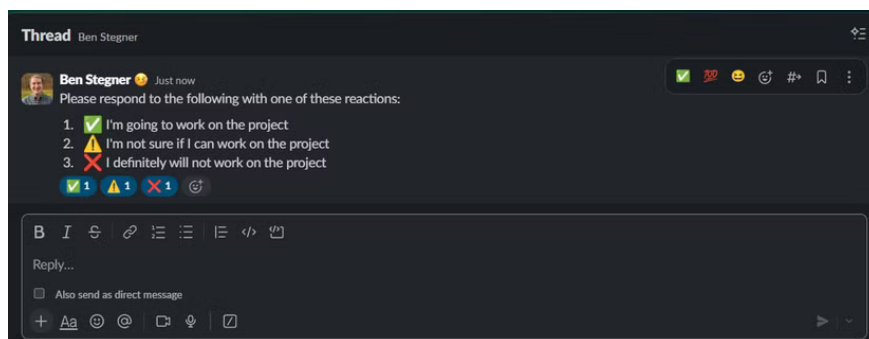 Thread Ben Stegner
Ben Stegner Just now
Please respond to the following with one of these reactions:
1. ✅ I'm going to work on the project
2. ⚠️ I'm not sure if I can work on the project
3. ❌ I definitely will not work on the project
✅ 1 ⚠️ 1 ❌ 1
B I S
Reply...
Also send as direct message
Aa @